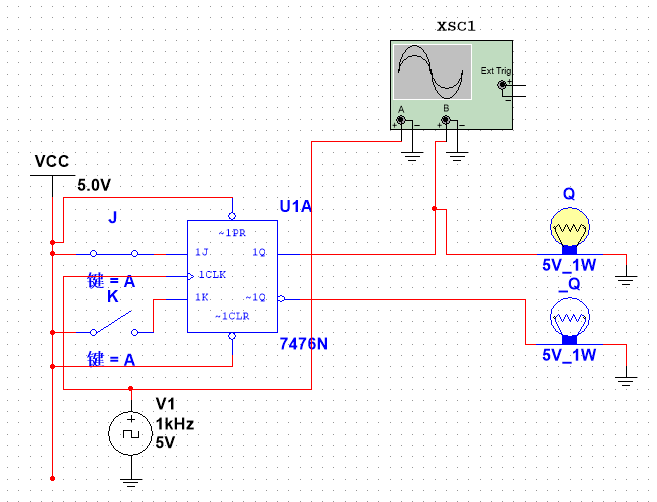 XSC1
Ext Trig
+
−
A
B
+
−
+
−
VCC
5.0V
J
键 = A
K
键 = A
U1A
~1PR
1J
1Q
1CLK
1K
~1Q
~1CLR
7476N
Q
5V_1W
_Q
5V_1W
V1
1kHz
5V
+